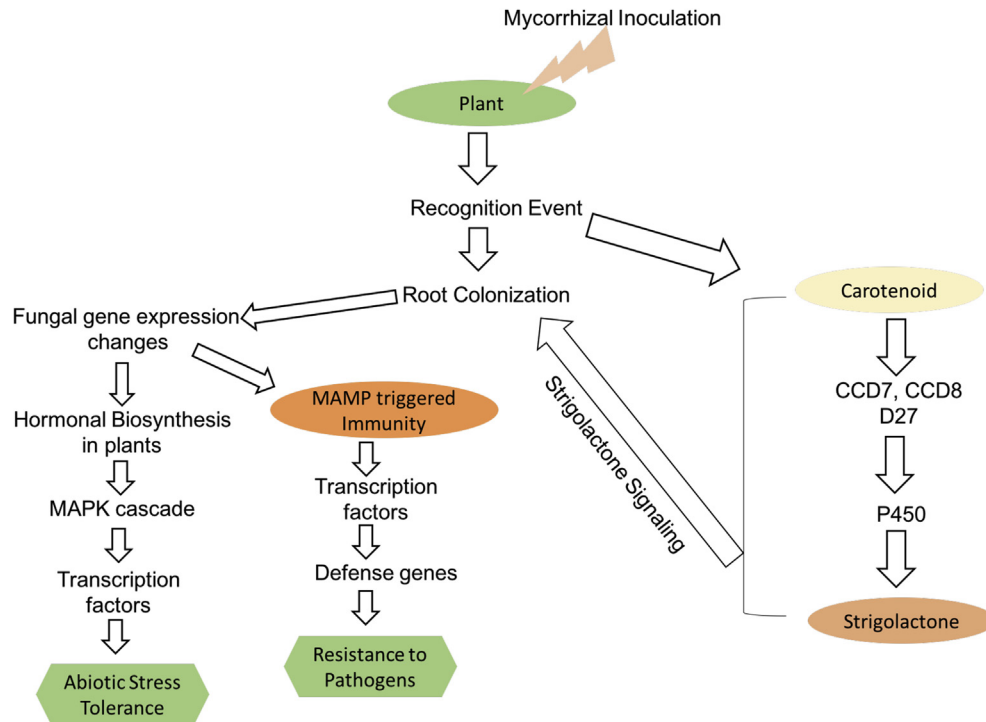 Mycorrhizal Inoculation
Plant
Recognition Event
Root Colonization
Fungal gene expression
changes
Hormonal Biosynthesis
in plants
MAPK cascade
Transcription
factors
Abiotic Stress
Tolerance
MAMP triggered
Immunity
Transcription
factors
Defense genes
Resistance to
Pathogens
Strigolactone Signaling
Carotenoid
CCD7, CCD8
D27
P450
Strigolactone